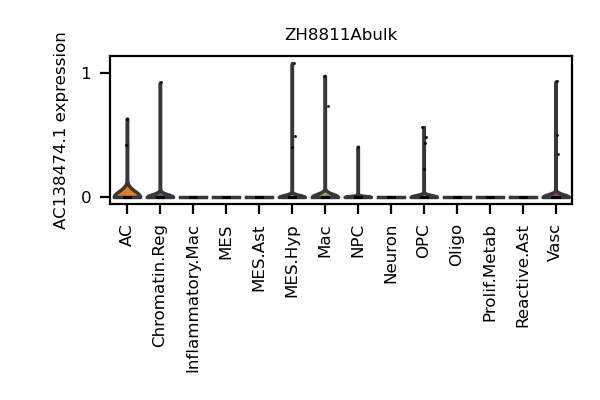 ZH8811Abulk
AC138474.1 expression
1
0
AC
Chromatin.Reg
Inflammatory.Mac
MES
MES.Ast
MES.Hyp
Mac
NPC
Neuron
OPC
Oligo
Prolif.Metab
Reactive.Ast
Vasc